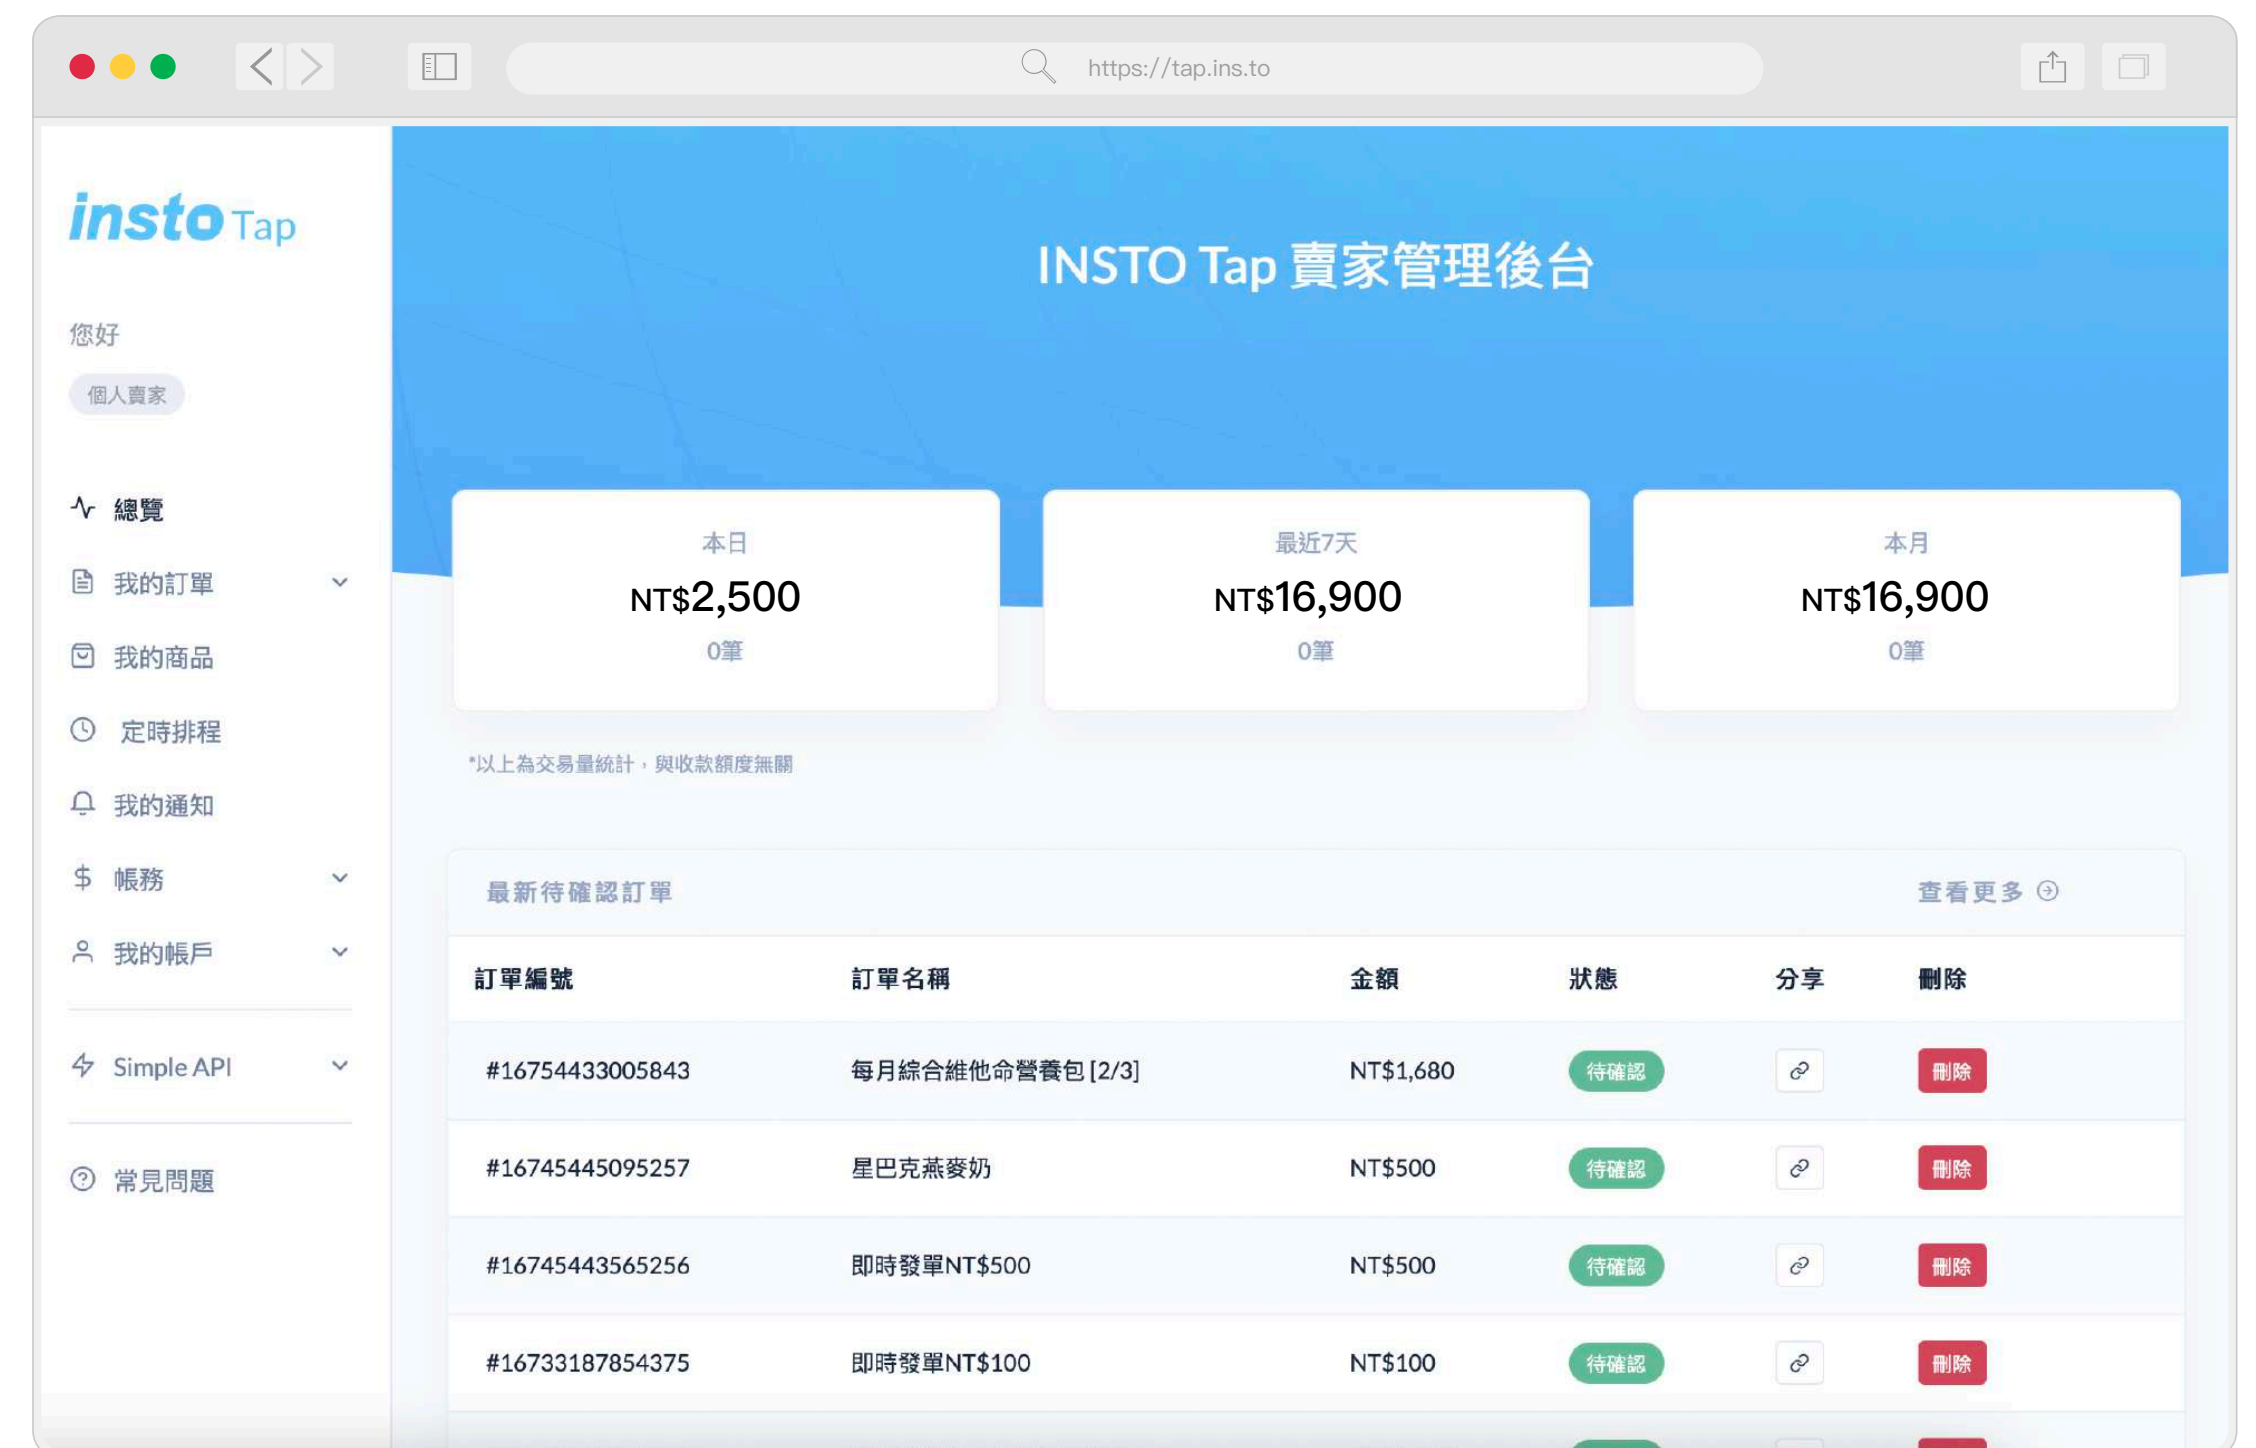 https://tap.ins.to
insto Tap
您好
個人賣家
總覽
我的訂單
我的商品
定時排程
我的通知
帳務
我的帳戶
Simple API
常見問題
INSTO Tap 賣家管理後台
本日
NT$2,500
0筆
最近7天
NT$16,900
0筆
本月
NT$16,900
0筆
*以上為交易量統計，與收款額度無關
最新待確認訂單 查看更多
訂單編號 訂單名稱 金額 狀態 分享 刪除
#16754433005843 每月綜合維他命營養包 [2/3] NT$1,680 待確認 刪除
#16745445095257 星巴克燕麥奶 NT$500 待確認 刪除
#16745443565256 即時發單NT$500 NT$500 待確認 刪除
#16733187854375 即時發單NT$100 NT$100 待確認 刪除